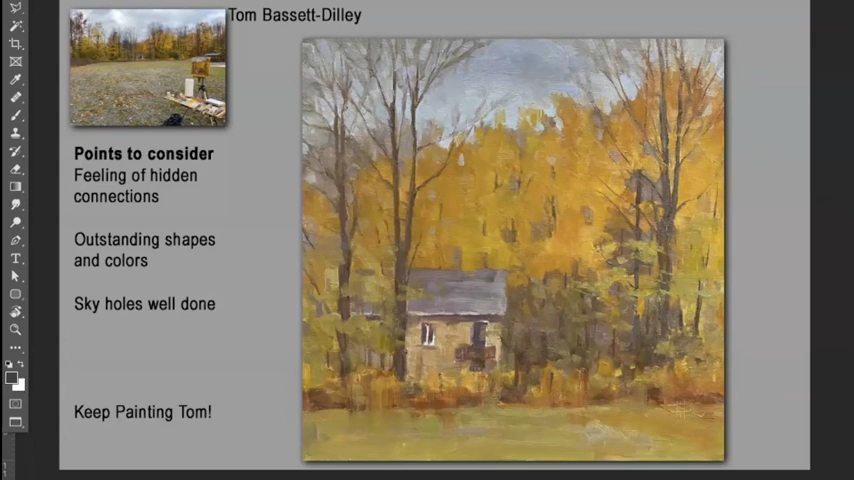 Tom Bassett-Dilley
Points to consider
Feeling of hidden
connections
Outstanding shapes
and colors
Sky holes well done
Keep Painting Tom!